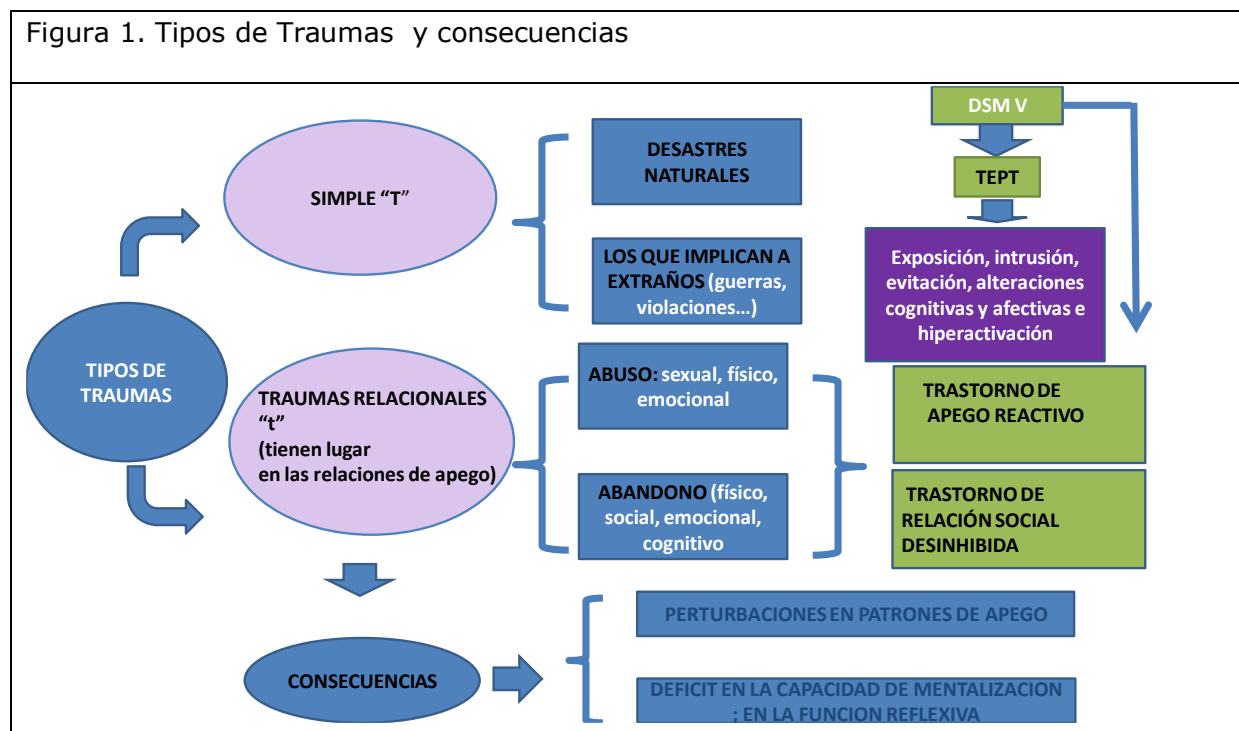 Figura 1. Tipos de Traumas  y consecuencias
SIMPLE “T”
DESASTRES
NATURALES
LOS QUE IMPLICAN A
EXTRAÑOS (guerras,
violaciones…)
DSM V
TEPT
Exposición, intrusión,
evitación, alteraciones
cognitivas y afectivas e
hiperactivación
TIPOS DE
TRAUMAS
TRAUMAS RELACIONALES
“t”
(tienen lugar
en las relaciones de apego)
ABUSO: sexual, físico,
emocional
ABANDONO (físico,
social, emocional,
cognitivo
TRASTORNO DE
APEGO REACTIVO
TRASTORNO DE
RELACIÓN SOCIAL
DESINHIBIDA
CONSECUENCIAS
PERTURBACIONES EN PATRONES DE APEGO
DEFICIT EN LA CAPACIDAD DE MENTALIZACION
; EN LA FUNCION REFLEXIVA